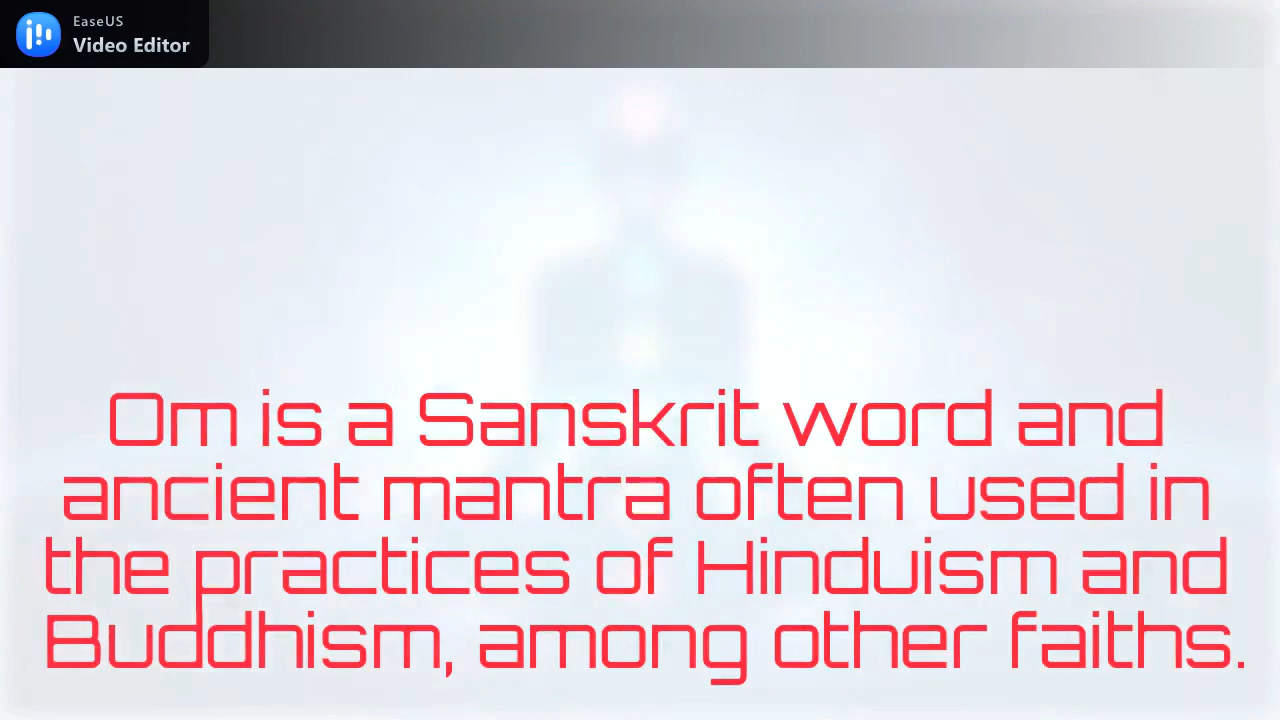 EaseUS
Video Editor
Om is a Sanskrit word and
ancient mantra often used in
the practices of Hinduism and
Buddhism, among other faiths.